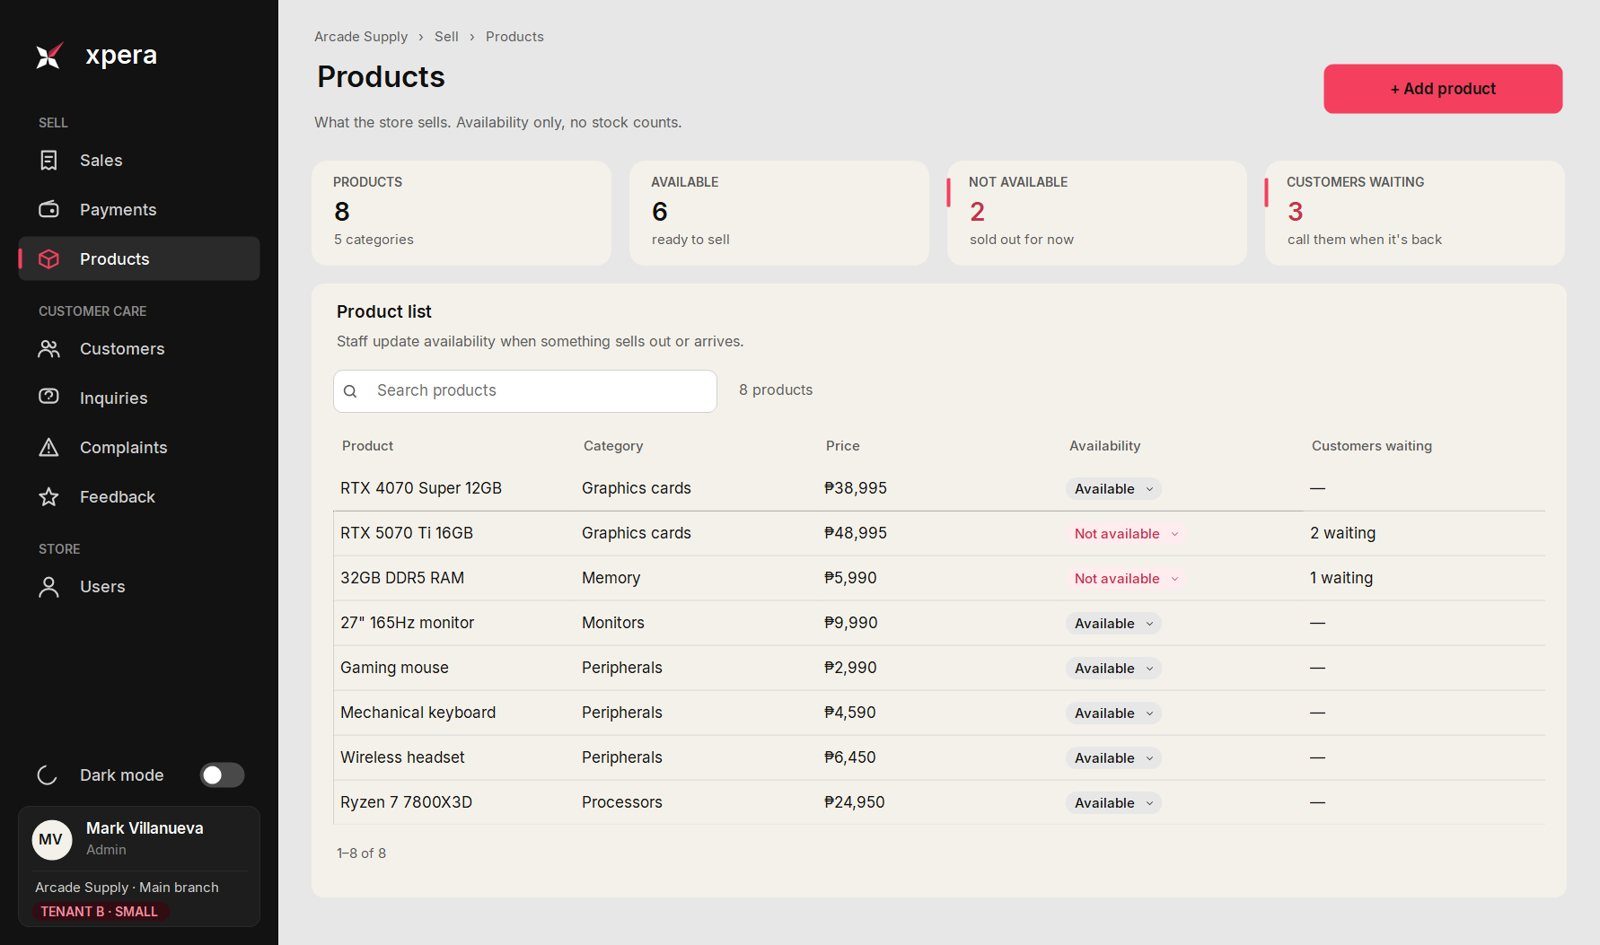 xpera
SELL
Sales
Payments
Products
CUSTOMER CARE
Customers
Inquiries
Complaints
Feedback
STORE
Users
Dark mode
MV
Mark Villanueva
Admin
Arcade Supply · Main branch
TENANT B · SMALL
Arcade Supply › Sell › Products
Products
What the store sells. Availability only, no stock counts.
+ Add product
PRODUCTS
8
5 categories
AVAILABLE
6
ready to sell
NOT AVAILABLE
2
sold out for now
CUSTOMERS WAITING
3
call them when it's back
Product list
Staff update availability when something sells out or arrives.
Search products
8 products
Product Category Price Availability Customers waiting
RTX 4070 Super 12GB Graphics cards ₱38,995 Available —
RTX 5070 Ti 16GB Graphics cards ₱48,995 Not available 2 waiting
32GB DDR5 RAM Memory ₱5,990 Not available 1 waiting
27" 165Hz monitor Monitors ₱9,990 Available —
Gaming mouse Peripherals ₱2,990 Available —
Mechanical keyboard Peripherals ₱4,590 Available —
Wireless headset Peripherals ₱6,450 Available —
Ryzen 7 7800X3D Processors ₱24,950 Available —
1–8 of 8